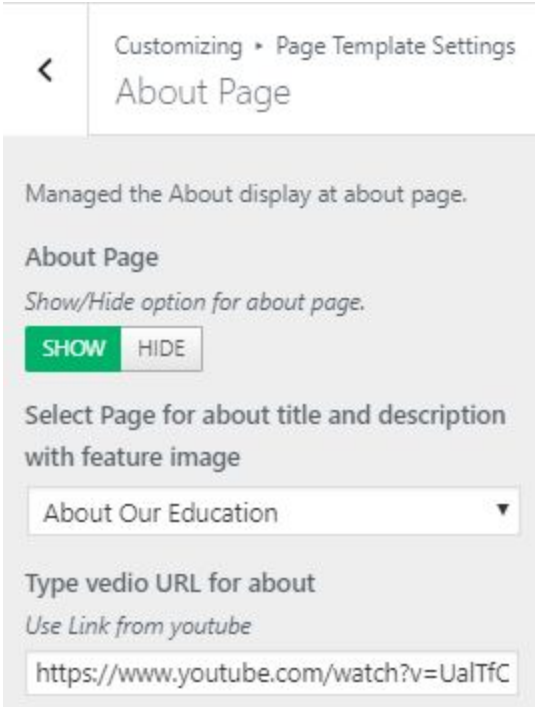 Customizing ▸ Page Template Settings
About Page
Managed the About display at about page.
About Page
Show/Hide option for about page.
SHOW HIDE
Select Page for about title and description
with feature image
About Our Education
Type vedio URL for about
Use Link from youtube
https://www.youtube.com/watch?v=UalTfC